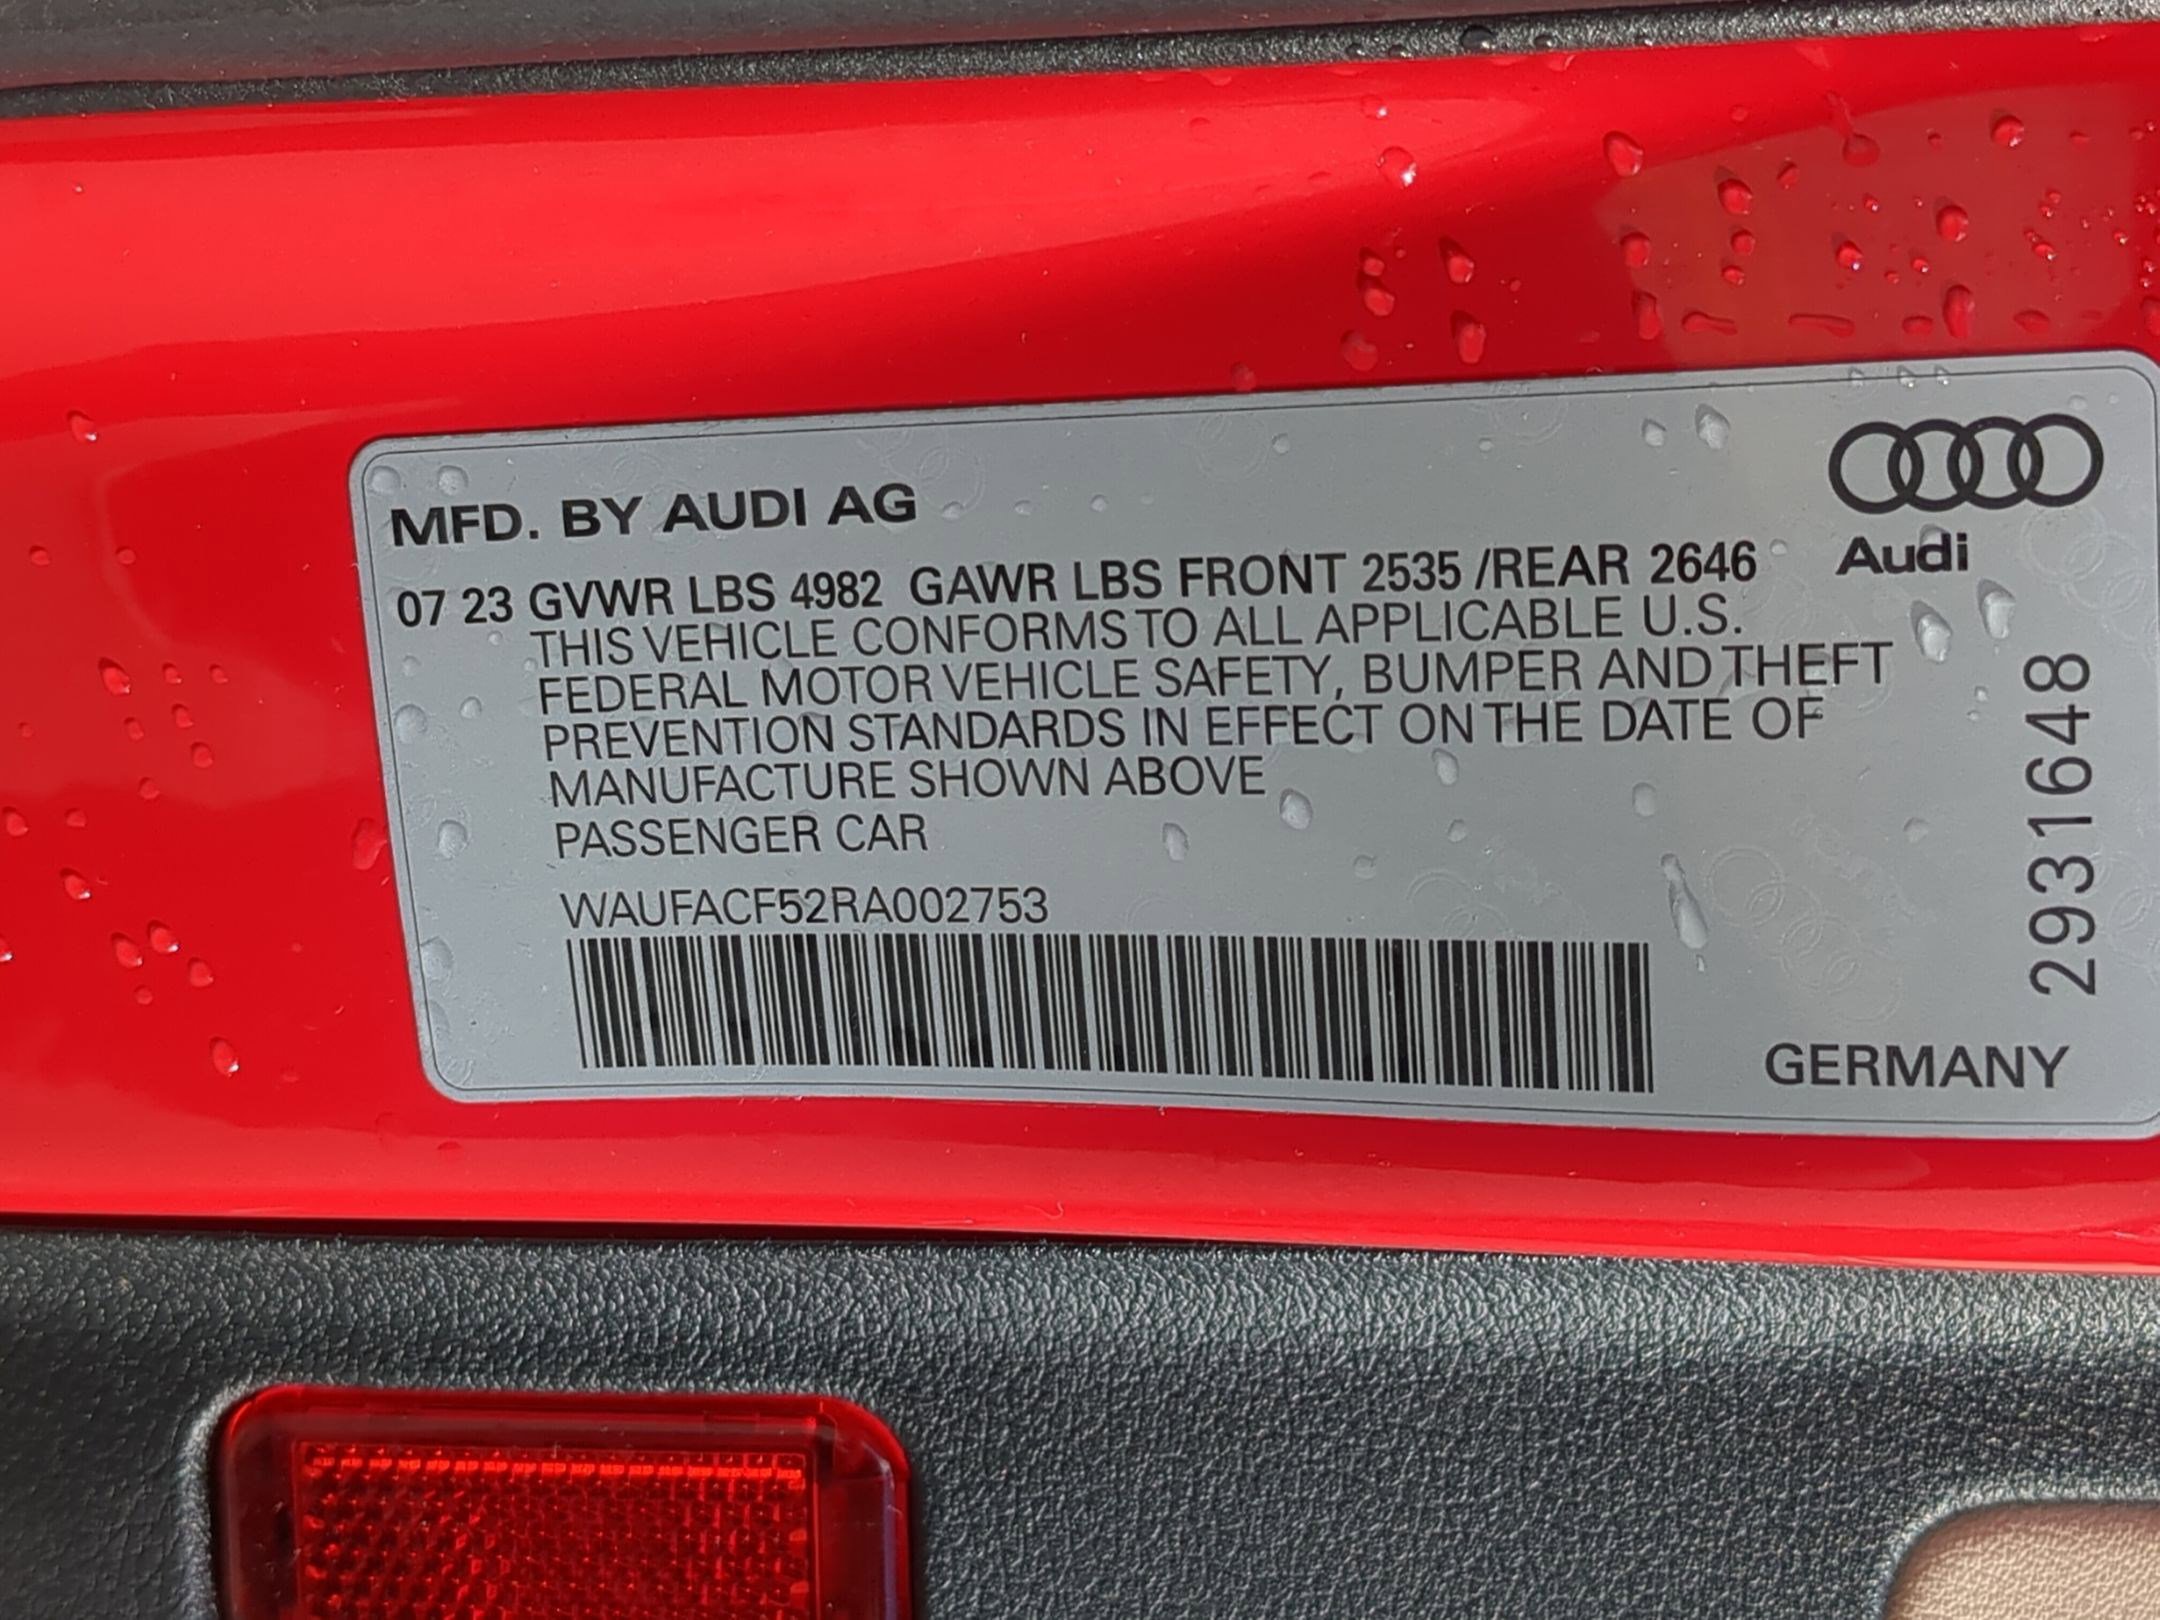 MFD. BY AUDI AG
Audi
07 23 GVWR LBS 4982 GAWR LBS FRONT 2535 /REAR 2646
THIS VEHICLE CONFORMS TO ALL APPLICABLE U.S.
FEDERAL MOTOR VEHICLE SAFETY, BUMPER AND THEFT
PREVENTION STANDARDS IN EFFECT ON THE DATE OF
MANUFACTURE SHOWN ABOVE
PASSENGER CAR
WAUFACF52RA002753
2931648
GERMANY